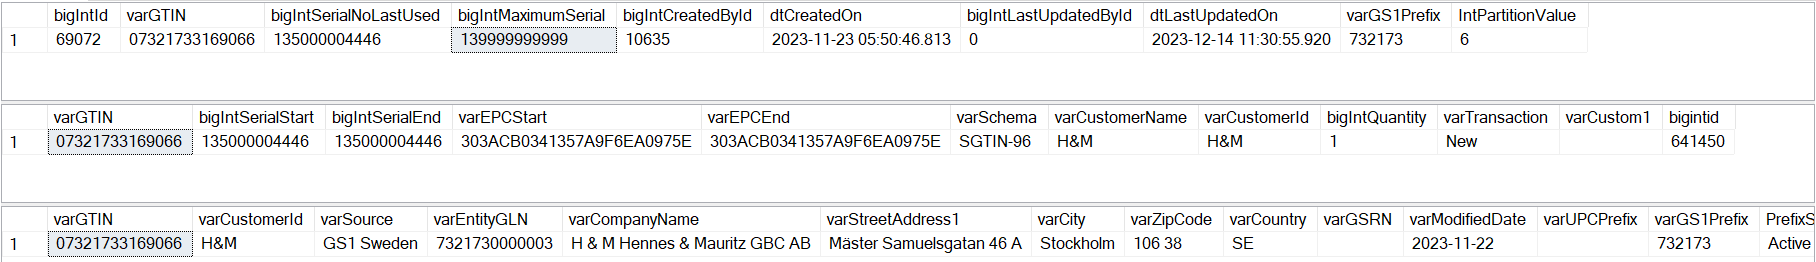 bigIntId varGTIN bigIntSerialNoLastUsed bigIntMaximumSerial bigIntCreatedById dtCreatedOn bigIntLastUpdatedById dtLastUpdatedOn varGS1Prefix IntPartitionValue
1 69072 07321733169066 135000004446 139999999999 10635 2023-11-23 05:50:46.813 0 2023-12-14 11:30:55.920 732173 6
varGTIN bigIntSerialStart bigIntSerialEnd varEPCStart varEPCEnd varSchema varCustomerName varCustomerId bigIntQuantity varTransaction varCustom1 bigintid
1 07321733169066 135000004446 135000004446 303ACB0341357A9F6EA0975E 303ACB0341357A9F6EA0975E SGTIN-96 H&M H&M 1 New 641450
varGTIN varCustomerId varSource varEntityGLN varCompanyName varStreetAddress1 varCity varZipCode varCountry varGSRN varModifiedDate varUPCPrefix varGS1Prefix PrefixS
1 07321733169066 H&M GS1 Sweden 7321730000003 H & M Hennes & Mauritz GBC AB Mäster Samuelsgatan 46 A Stockholm 106 38 SE 2023-11-22 732173 Active